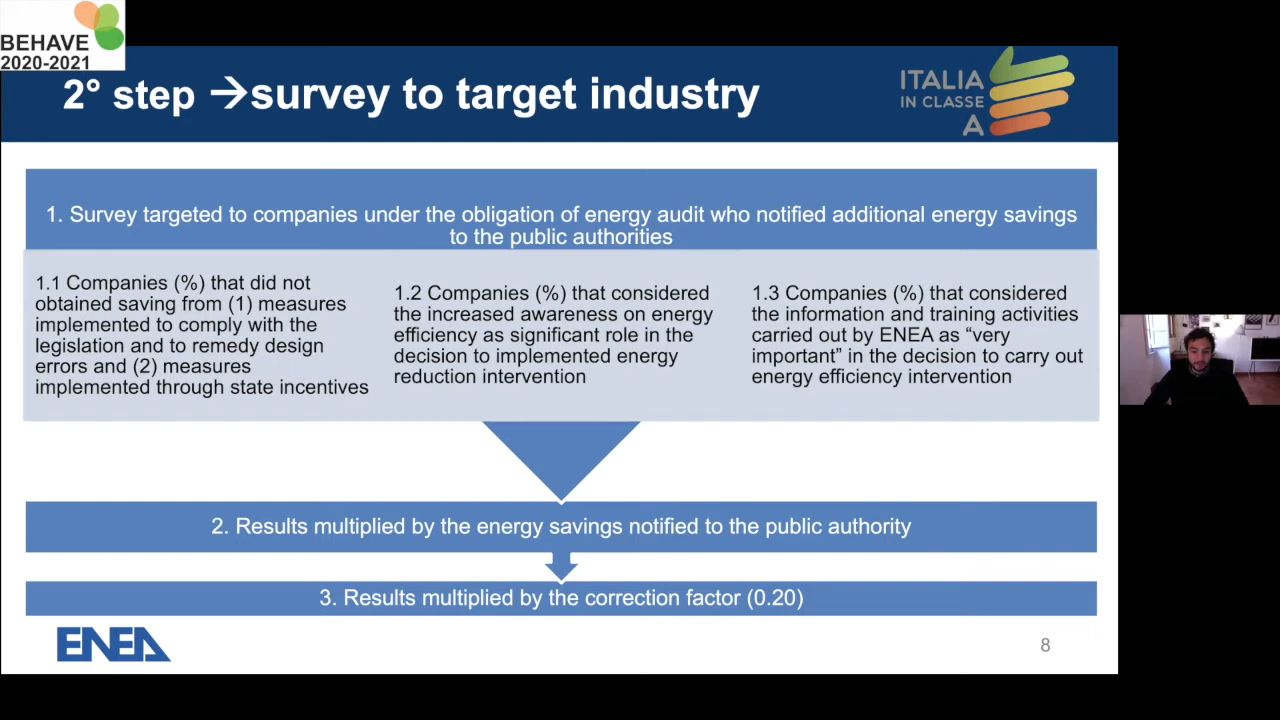 BEHAVE
2020-2021
2° step →survey to target industry
ITALIA
IN CLASSE
A
1. Survey targeted to companies under the obligation of energy audit who notified additional energy savings
to the public authorities
1.1 Companies (%) that did not
obtained saving from (1) measures
implemented to comply with the
legislation and to remedy design
errors and (2) measures
implemented through state incentives
1.2 Companies (%) that considered
the increased awareness on energy
efficiency as significant role in the
decision to implemented energy
reduction intervention
1.3 Companies (%) that considered
the information and training activities
carried out by ENEA as “very
important” in the decision to carry out
energy efficiency intervention
2. Results multiplied by the energy savings notified to the public authority
3. Results multiplied by the correction factor (0.20)
ENEA
8